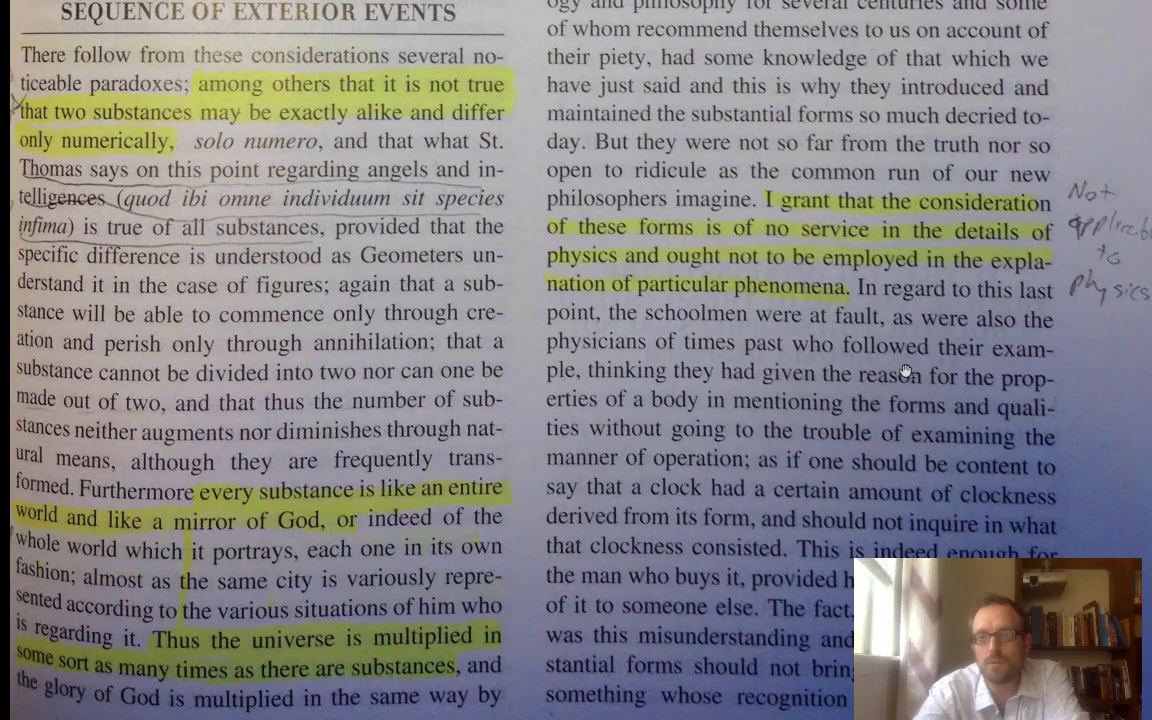 SEQUENCE OF EXTERIOR EVENTS
There follow from these considerations several no-
ticeable paradoxes; among others that it is not true
that two substances may be exactly alike and differ
only numerically, solo numero, and that what St.
Thomas says on this point regarding angels and in-
telligences (quod ibi omne individuum sit species
infima) is true of all substances, provided that the
specific difference is understood as Geometers un-
derstand it in the case of figures; again that a sub-
stance will be able to commence only through cre-
ation and perish only through annihilation; that a
substance cannot be divided into two nor can one be
made out of two, and that thus the number of sub-
stances neither augments nor diminishes through nat-
ural means, although they are frequently trans-
formed. Furthermore every substance is like an entire
world and like a mirror of God, or indeed of the
whole world which it portrays, each one in its own
fashion; almost as the same city is variously repre-
sented according to the various situations of him who
is regarding it. Thus the universe is multiplied in
some sort as many times as there are substances, and
the glory of God is multiplied in the same way by
ogy and philosophy for several centuries and some
of whom recommend themselves to us on account of
their piety, had some knowledge of that which we
have just said and this is why they introduced and
maintained the substantial forms so much decried to-
day. But they were not so far from the truth nor so
open to ridicule as the common run of our new
philosophers imagine. I grant that the consideration
of these forms is of no service in the details of
physics and ought not to be employed in the expla-
nation of particular phenomena. In regard to this last
point, the schoolmen were at fault, as were also the
physicians of times past who followed their exam-
ple, thinking they had given the reason for the prop-
erties of a body in mentioning the forms and quali-
ties without going to the trouble of examining the
manner of operation; as if one should be content to
say that a clock had a certain amount of clockness
derived from its form, and should not inquire in what
that clockness consisted. This is indeed enough for
the man who buys it, provided
of it to someone else. The fact,
was this misunderstanding and
stantial forms should not
something whose recognition
Not
to
physics